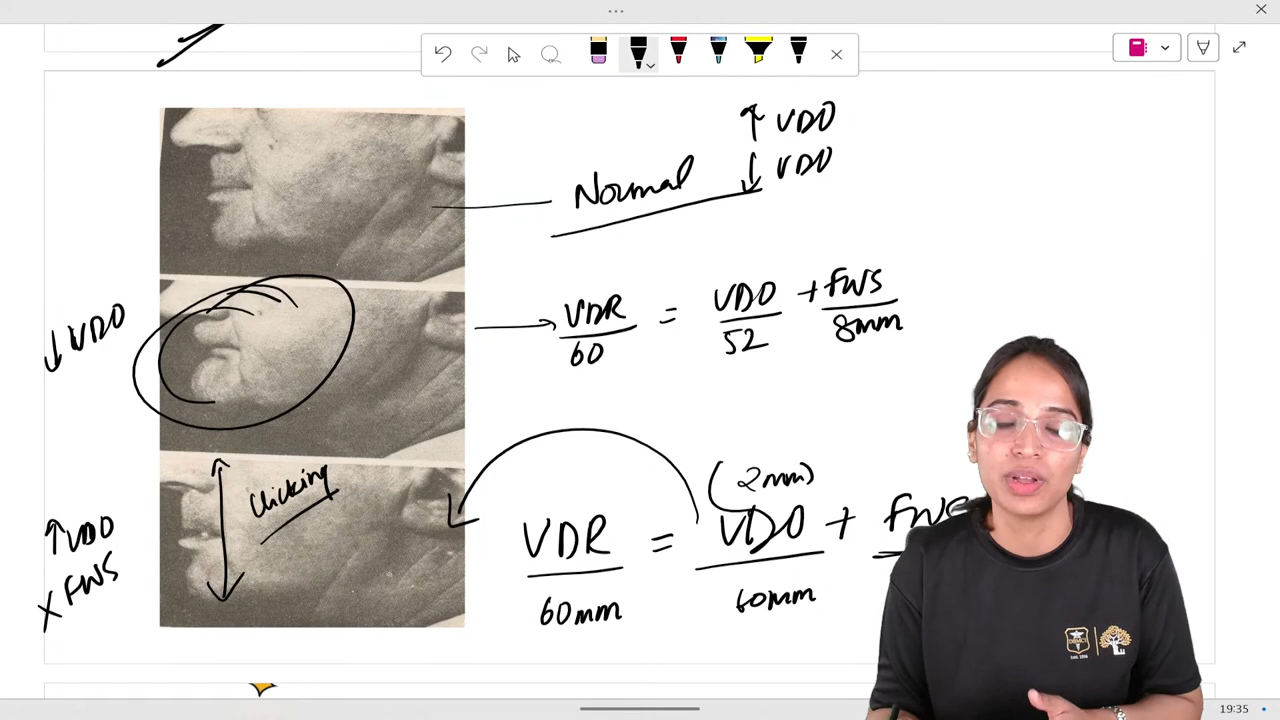 ↑ VDO
Normal ↓ VDO
↓ VDO
VDR = VDO + FWS
60 52 8mm
Clicking
(2mm)
↑ VDO
VDR = VDO + FWS
X FWS
60mm 60mm
19:35